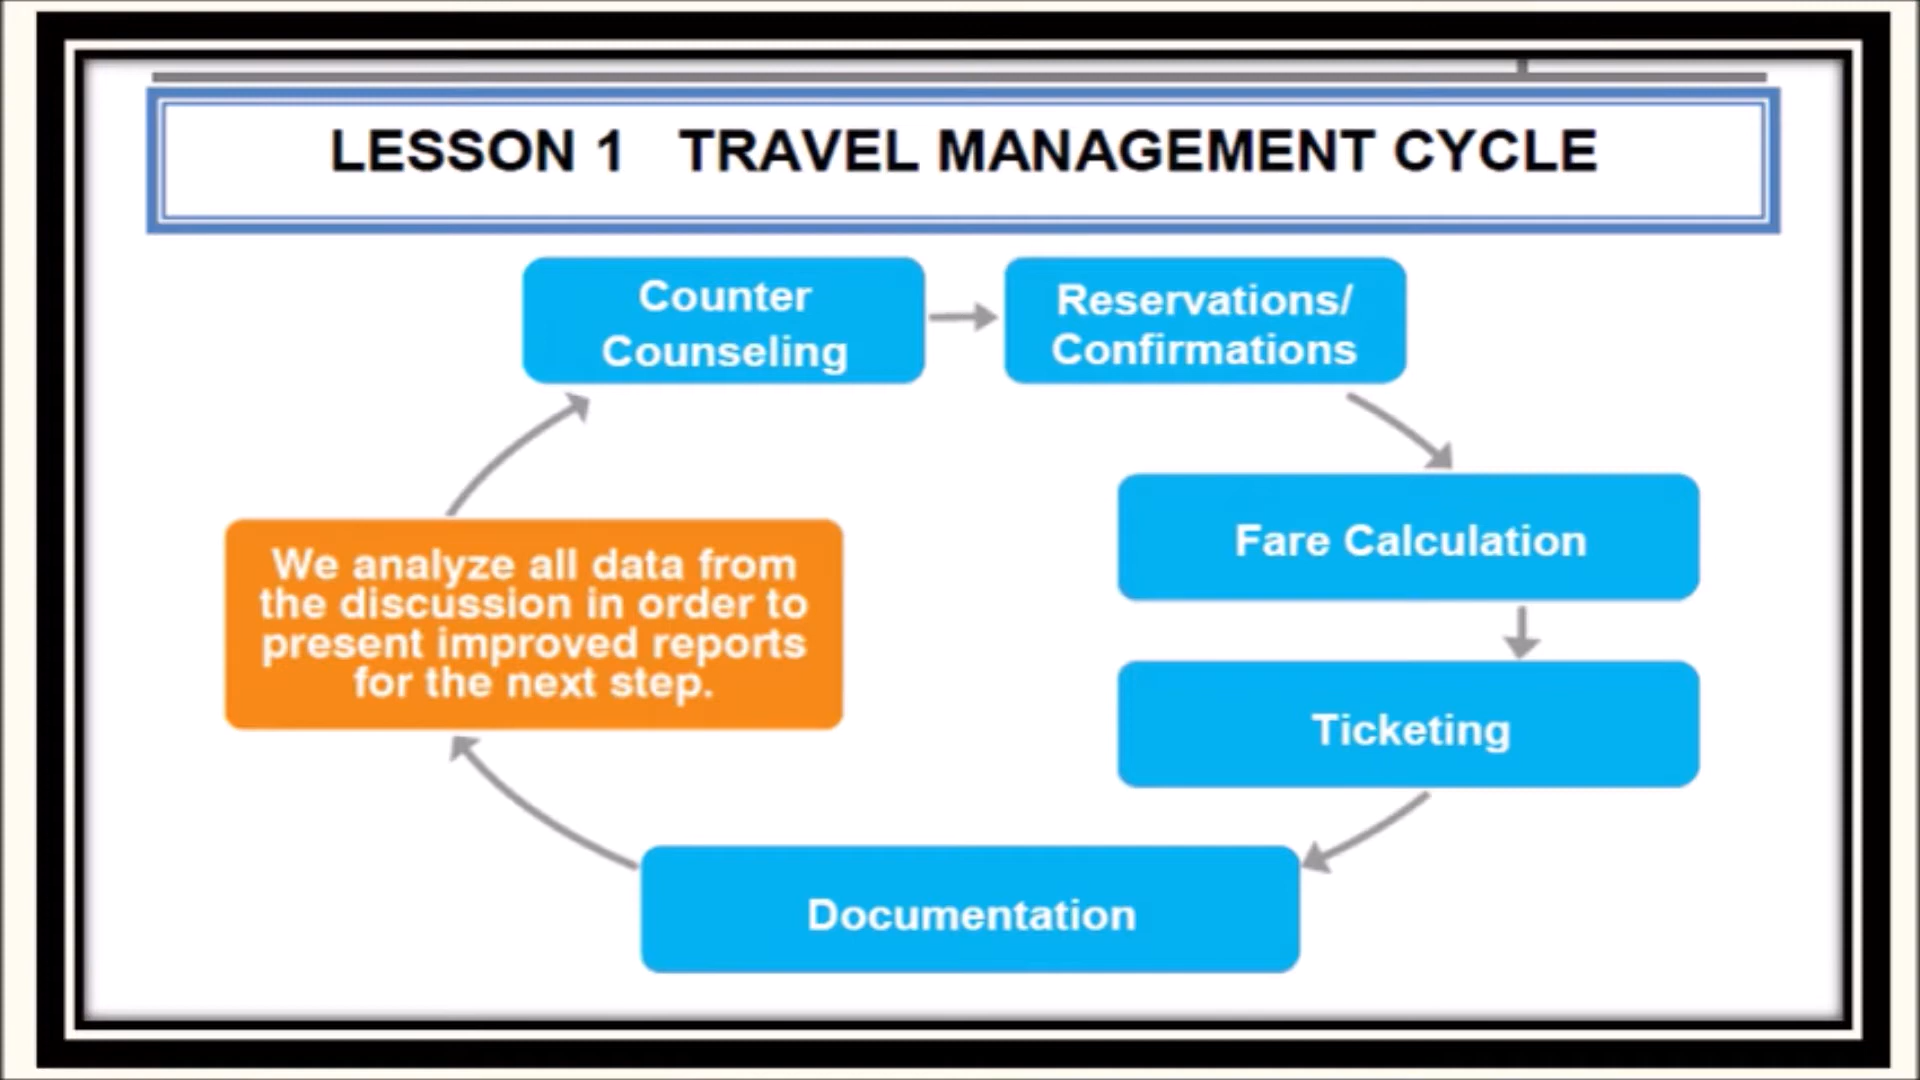 LESSON 1 TRAVEL MANAGEMENT CYCLE
Counter
Counseling
Reservations/
Confirmations
Fare Calculation
Ticketing
Documentation
We analyze all data from
the discussion in order to
present improved reports
for the next step.